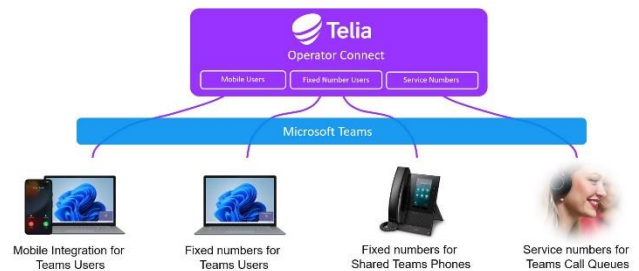 Telia
Operator Connect
Mobile Users
Fixed Number Users
Service Numbers
Microsoft Teams
Mobile Integration for
Teams Users
Fixed numbers for
Teams Users
Fixed numbers for
Shared Teams Phones
Service numbers for
Teams Call Queues